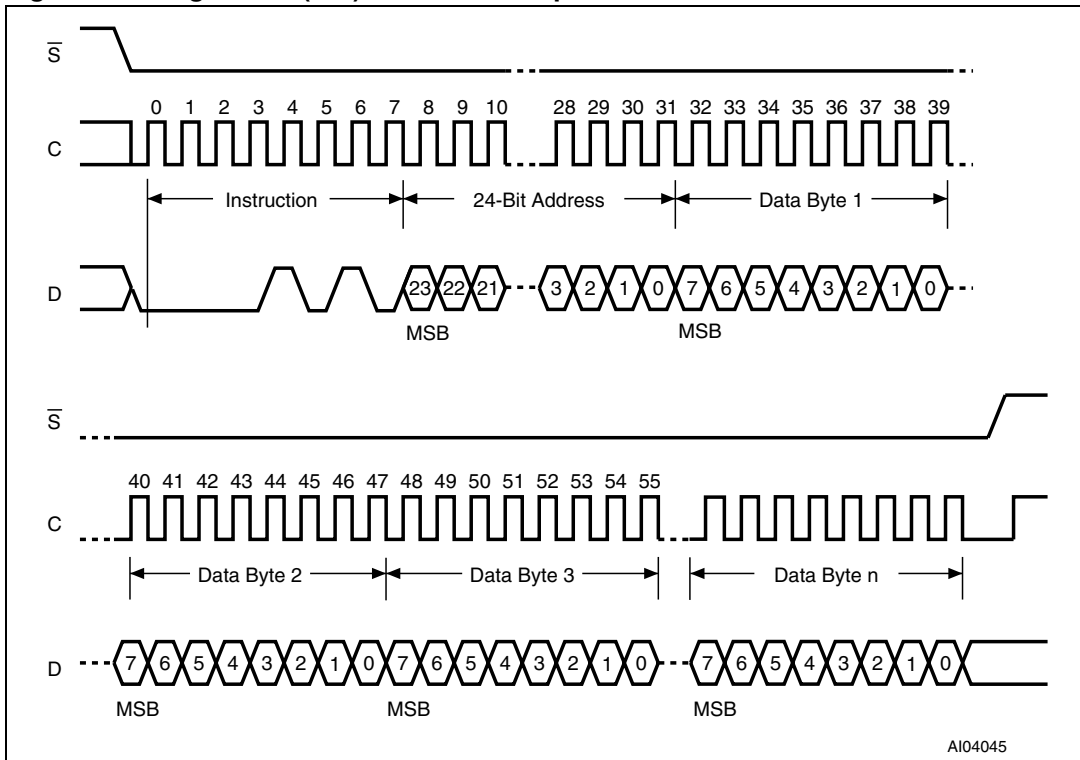 S
0 1 2 3 4 5 6 7 8 9 10 28 29 30 31 32 33 34 35 36 37 38 39
C
Instruction 24-Bit Address Data Byte 1
D 23 22 21 3 2 1 0 7 6 5 4 3 2 1 0
MSB MSB
S
40 41 42 43 44 45 46 47 48 49 50 51 52 53 54 55
C
Data Byte 2 Data Byte 3 Data Byte n
D 7 6 5 4 3 2 1 0 7 6 5 4 3 2 1 0 7 6 5 4 3 2 1 0
MSB MSB MSB
AI04045